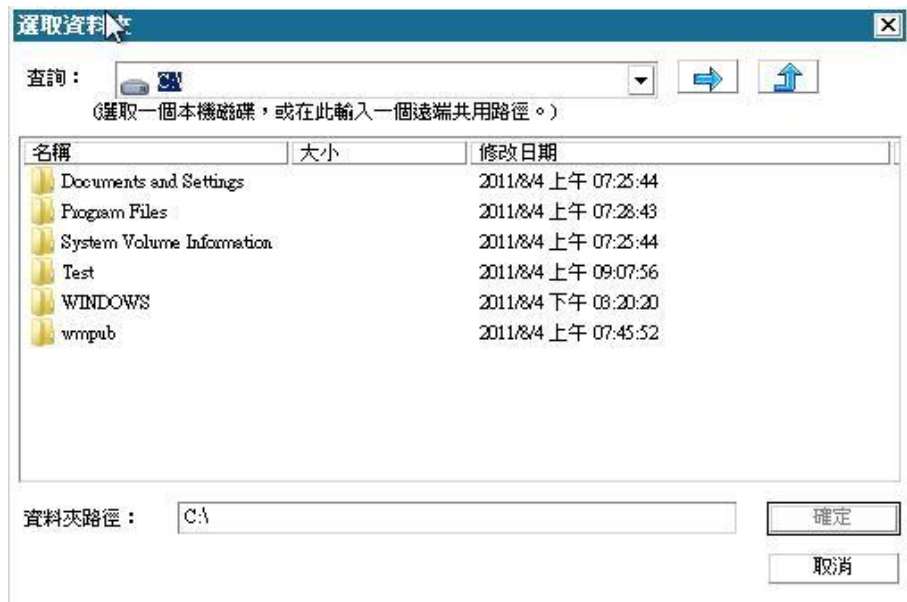 選取資料夾
查詢： C:\
(選取一個本機磁碟，或在此輸入一個遠端共用路徑。)
名稱 大小 修改日期
Documents and Settings 2011/8/4 上午 07:25:44
Program Files 2011/8/4 上午 07:28:43
System Volume Information 2011/8/4 上午 07:25:44
Test 2011/8/4 上午 09:07:56
WINDOWS 2011/8/4 下午 03:20:20
wmpub 2011/8/4 上午 07:45:52
資料夾路徑： C:\ 確定
取消